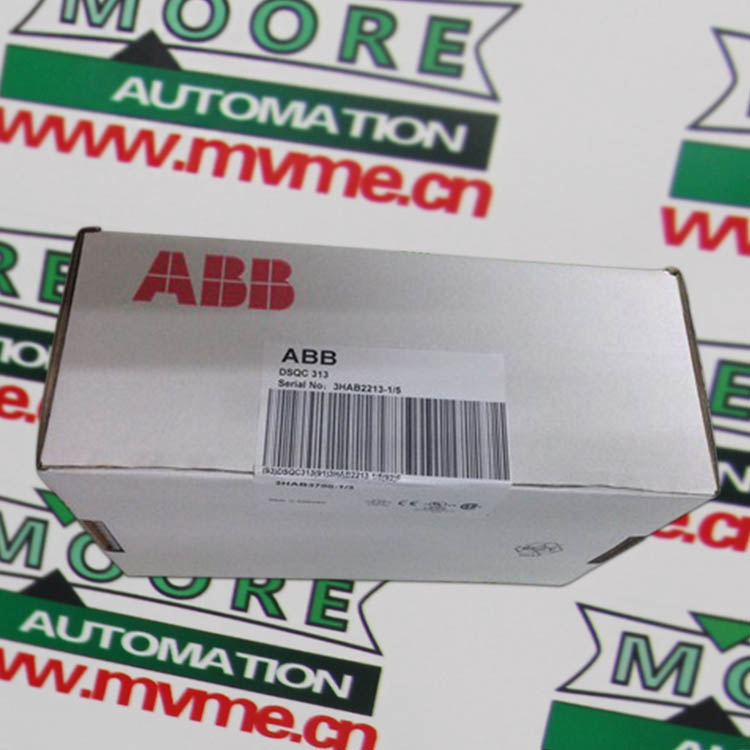 MOORE
AUTOMATION
www.mvme.cn
ABB
ABB
DSQC 313
Serial No: 3HAB2213-1/5
MOORE
AUTOMATION
www.mvme.cn